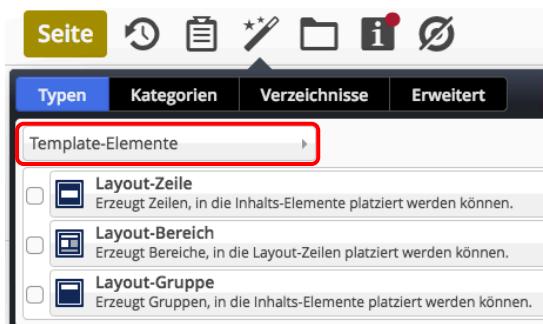 Seite
Typen Kategorien Verzeichnisse Erweitert
Template-Elemente
Layout-Zeile
Erzeugt Zeilen, in die Inhalts-Elemente platziert werden können.
Layout-Bereich
Erzeugt Bereiche, in die Layout-Zeilen platziert werden können.
Layout-Gruppe
Erzeugt Gruppen, in die Inhalts-Elemente platziert werden können.